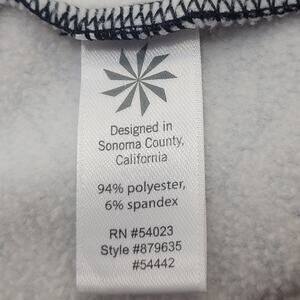 Designed in
Sonoma County,
California
94% polyester,
6% spandex
RN #54023
Style #879635
#54442